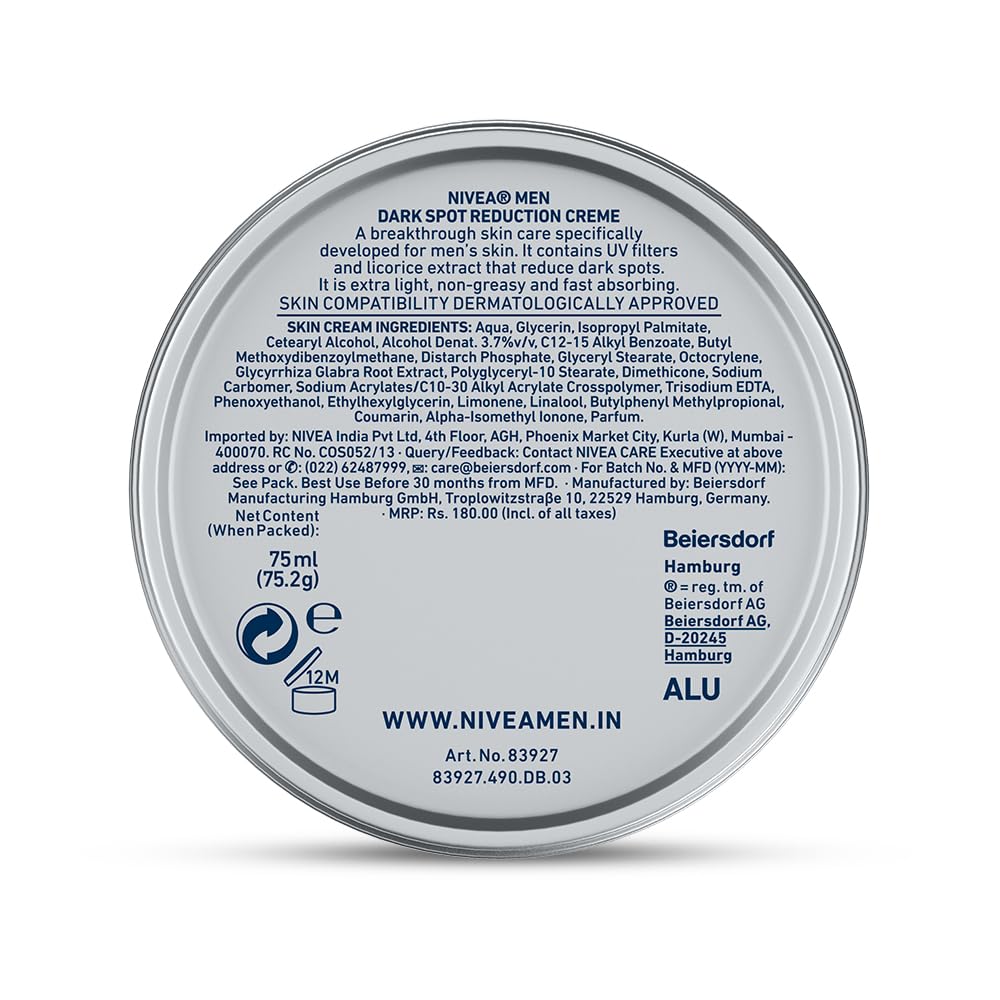 NIVEA® MEN
DARK SPOT REDUCTION CREME
A breakthrough skin care specifically
developed for men's skin. It contains UV filters
and licorice extract that reduce dark spots.
It is extra light, non-greasy and fast absorbing.
SKIN COMPATIBILITY DERMATOLOGICALLY APPROVED
SKIN CREAM INGREDIENTS: Aqua, Glycerin, Isopropyl Palmitate,
Cetearyl Alcohol, Alcohol Denat. 3.7%v/v, C12-15 Alkyl Benzoate, Butyl
Methoxydibenzoylmethane, Distarch Phosphate, Glyceryl Stearate, Octocrylene,
Glycyrrhiza Glabra Root Extract, Polyglyceryl-10 Stearate, Dimethicone, Sodium
Carbomer, Sodium Acrylates/C10-30 Alkyl Acrylate Crosspolymer, Trisodium EDTA,
Phenoxyethanol, Ethylhexylglycerin, Limonene, Linalool, Butylphenyl Methylpropional,
Coumarin, Alpha-Isomethyl Ionone, Parfum.
Imported by: NIVEA India Pvt Ltd, 4th Floor, AGH, Phoenix Market City, Kurla (W), Mumbai -
400070. RC No. COS052/13 · Query/Feedback: Contact NIVEA CARE Executive at above
address or ✆: (022) 62487999, ✉: care@beiersdorf.com · For Batch No. & MFD (YYYY-MM):
See Pack. Best Use Before 30 months from MFD. · Manufactured by: Beiersdorf
Manufacturing Hamburg GmbH, Troplowitzstraße 10, 22529 Hamburg, Germany.
· MRP: Rs. 180.00 (Incl. of all taxes)
Net Content
(When Packed):
75ml
(75.2g)
e
12M
Beiersdorf
Hamburg
® = reg. tm. of
Beiersdorf AG
Beiersdorf AG,
D-20245
Hamburg
ALU
WWW.NIVEAMEN.IN
Art. No. 83927
83927.490.DB.03